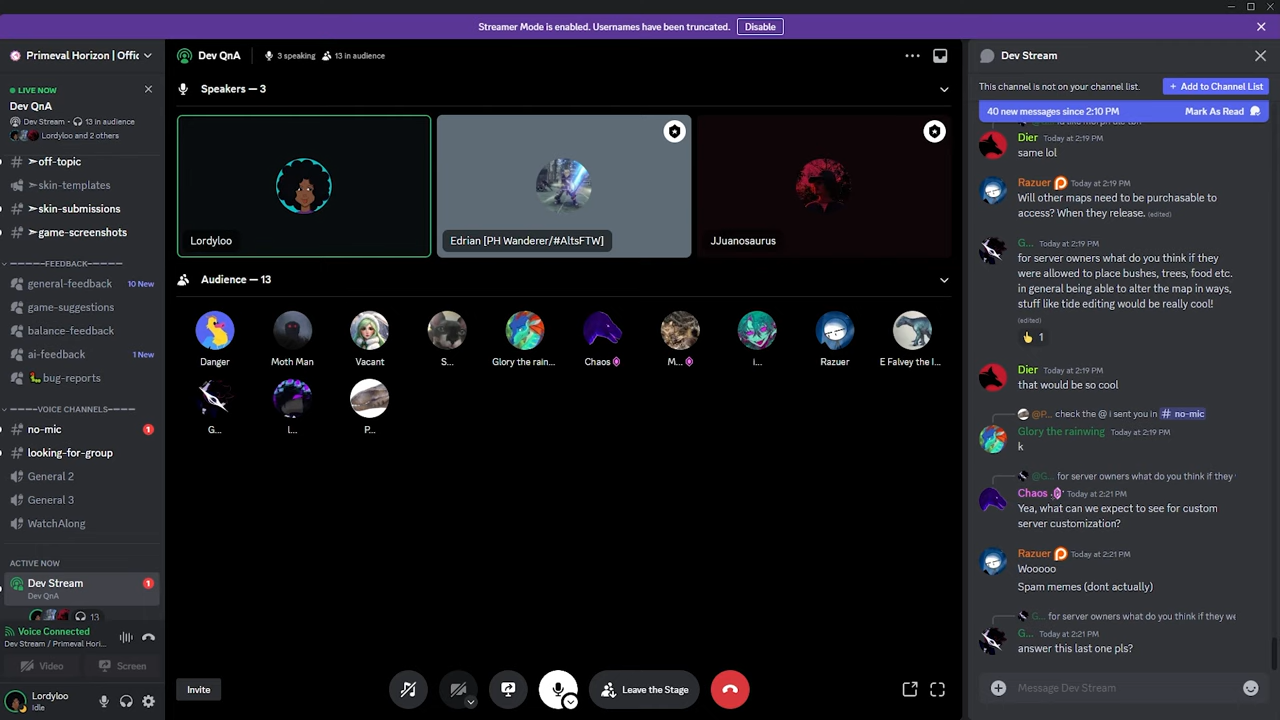 Streamer Mode is enabled. Usernames have been truncated. Disable
Primeval Horizon | Offic
LIVE NOW
Dev QnA
Dev Stream · 13 in audience
Lordyloo and 2 others
# ➣off-topic
➣skin-templates
# ➣skin-submissions
# ➣game-screenshots
————FEEDBACK————
general-feedback 10 New
game-suggestions
balance-feedback
ai-feedback 1 New
🐛bug-reports
VOICE CHANNELS
# no-mic 1
# looking-for-group
General 2
General 3
WatchAlong
ACTIVE NOW
Dev Stream 1
Dev QnA
13
Voice Connected
Dev Stream / Primeval Hori...
Video Screen
Lordyloo
Idle
Dev QnA 3 speaking 13 in audience
Speakers — 3
Lordyloo
Edrian [PH Wanderer/#AltsFTW]
JJuanosaurus
Audience — 13
Danger Moth Man Vacant S... Glory the rain... Chaos M... i... Razuer E Falvey the I...
G... I... P...
Invite
Leave the Stage
Dev Stream
This channel is not on your channel list. + Add to Channel List
40 new messages since 2:10 PM Mark As Read
Dier Today at 2:19 PM
same lol
Razuer Today at 2:19 PM
Will other maps need to be purchasable to
access? When they release. (edited)
G... Today at 2:19 PM
for server owners what do you think if they
were allowed to place bushes, trees, food etc.
in general being able to alter the map in ways,
stuff like tide editing would be really cool!
(edited)
👍 1
Dier Today at 2:19 PM
that would be so cool
@P... check the @ i sent you in # no-mic
Glory the rainwing Today at 2:19 PM
k
@G... for server owners what do you think if they
Chaos Today at 2:21 PM
Yea, what can we expect to see for custom
server customization?
Razuer Today at 2:21 PM
Wooooo
Spam memes (dont actually)
G... for server owners what do you think if they we
G... Today at 2:21 PM
answer this last one pls?
Message Dev Stream